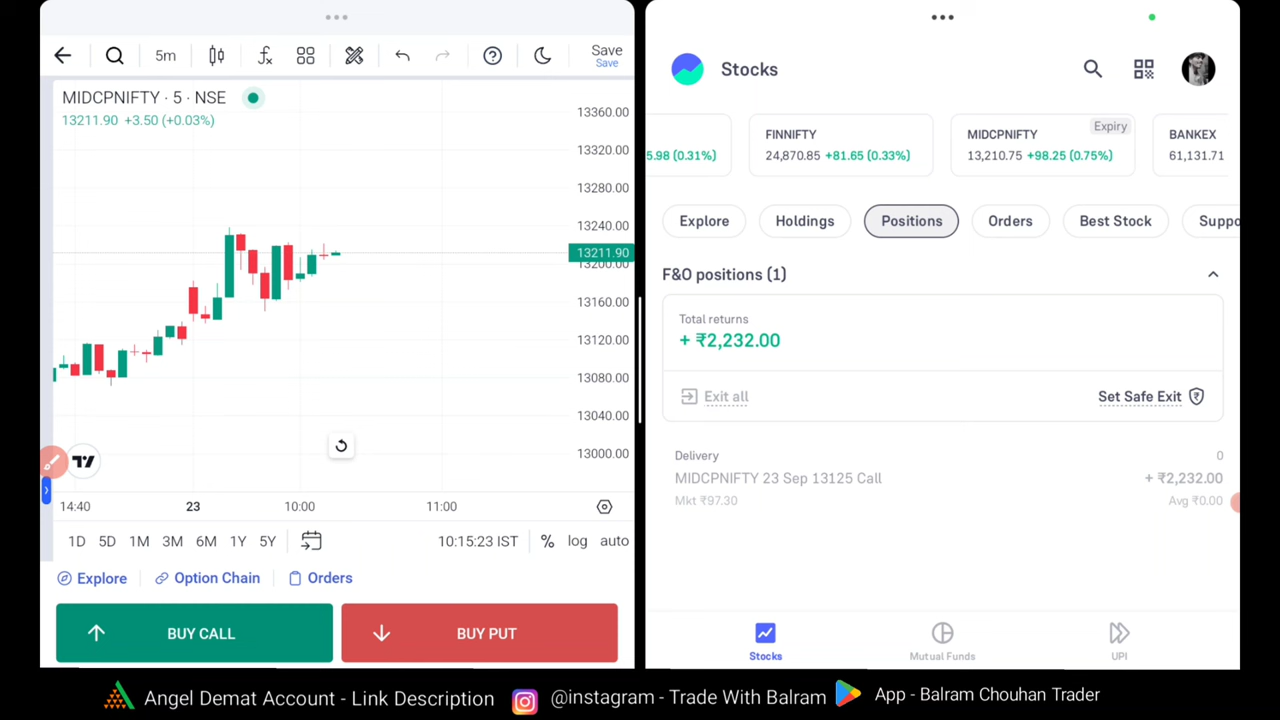 5m
Save
Save
MIDCPNIFTY · 5 · NSE
13211.90 +3.50 (+0.03%)
13360.00
13320.00
13280.00
13240.00
13211.90
13200.00
13160.00
13120.00
13080.00
13040.00
13000.00
14:40
23
10:00
11:00
1D 5D 1M 3M 6M 1Y 5Y
10:15:23 IST
% log auto
Explore
Option Chain
Orders
BUY CALL
BUY PUT
Stocks
5.98 (0.31%)
FINNIFTY
24,870.85 +81.65 (0.33%)
MIDCPNIFTY
Expiry
13,210.75 +98.25 (0.75%)
BANKEX
61,131.71
Explore
Holdings
Positions
Orders
Best Stock
Suppo
F&O positions (1)
Total returns
+ ₹2,232.00
Exit all
Set Safe Exit
Delivery
0
MIDCPNIFTY 23 Sep 13125 Call
+ ₹2,232.00
Mkt ₹97.30
Avg ₹0.00
Stocks
Mutual Funds
UPI
Angel Demat Account - Link Description
@instagram - Trade With Balram
App - Balram Chouhan Trader